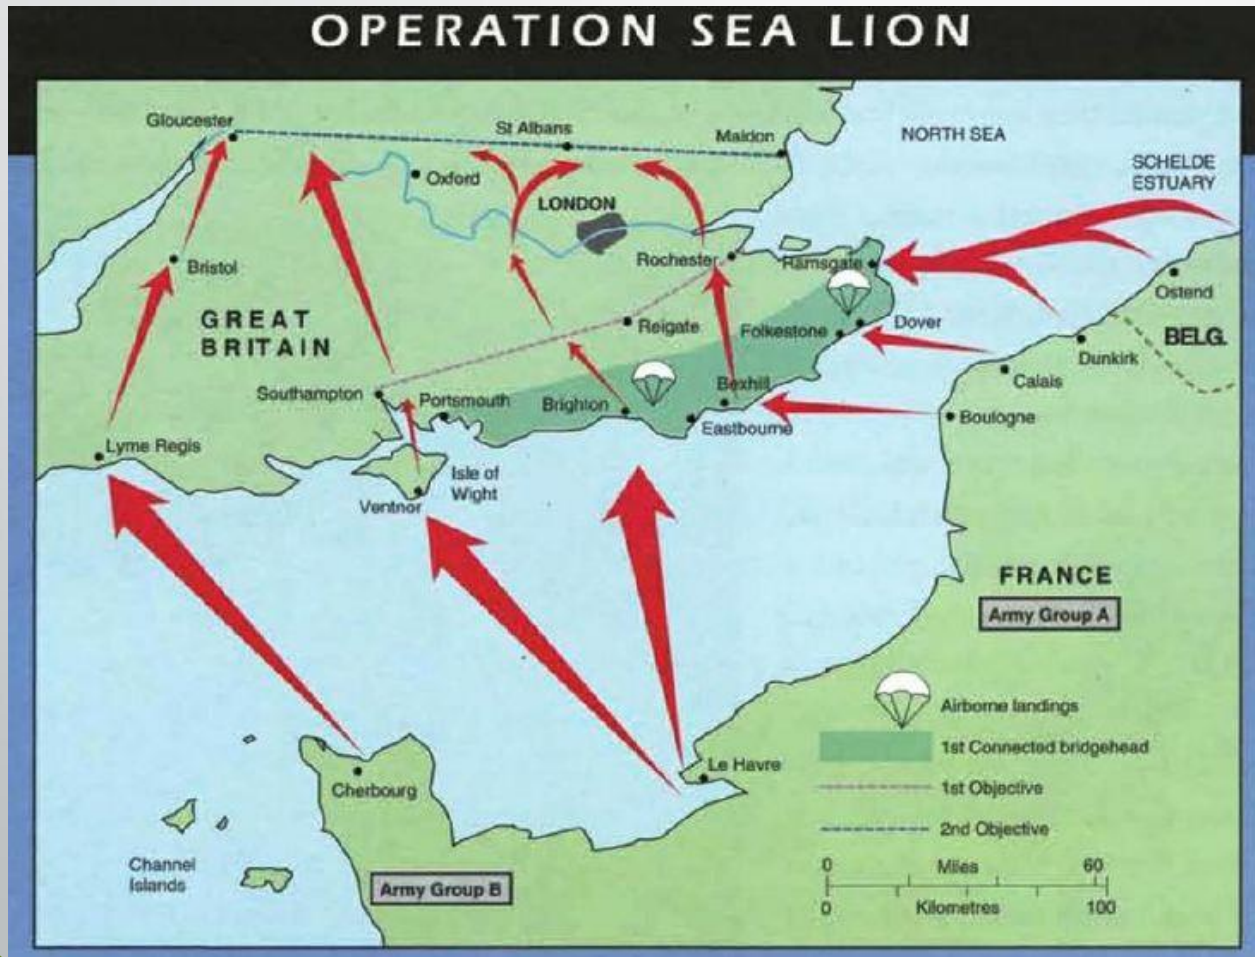 OPERATION SEA LION
Gloucester
St Albans
Maldon
NORTH SEA
SCHELDE
ESTUARY
Oxford
LONDON
Bristol
Rochester
Ramsgate
Ostend
GREAT
BRITAIN
Reigate
Folkestone
Dover
BELG.
Dunkirk
Calais
Southampton
Portsmouth
Brighton
Bexhill
Eastbourne
Boulogne
Lyme Regis
Isle of
Wight
Ventnor
FRANCE
Army Group A
Airborne landings
1st Connected bridgehead
1st Objective
2nd Objective
Le Havre
Cherbourg
Channel
Islands
Army Group B
0 Miles 60
0 Kilometres 100